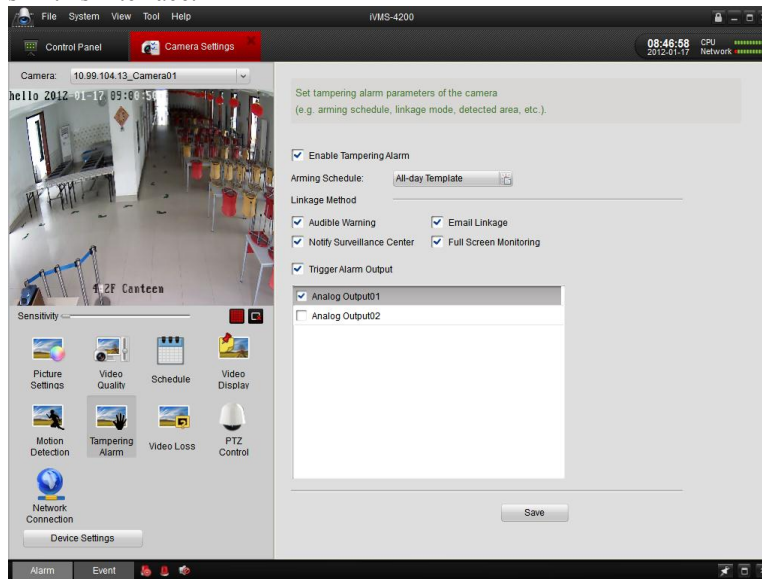 File System View Tool Help
iVMS-4200
Control Panel
Camera Settings
08:46:58
2012-01-17
CPU
Network
Camera: 10.99.104.13_Camera01
hello 2012-01-17 09:00:50
4#2F Canteen
Sensitivity
Picture Settings
Video Quality
Schedule
Video Display
Motion Detection
Tampering Alarm
Video Loss
PTZ Control
Network Connection
Device Settings
Set tampering alarm parameters of the camera
(e.g. arming schedule, linkage mode, detected area, etc.).
Enable Tampering Alarm
Arming Schedule: All-day Template
Linkage Method
Audible Warning
Email Linkage
Notify Surveillance Center
Full Screen Monitoring
Trigger Alarm Output
Analog Output01
Analog Output02
Save
Alarm Event